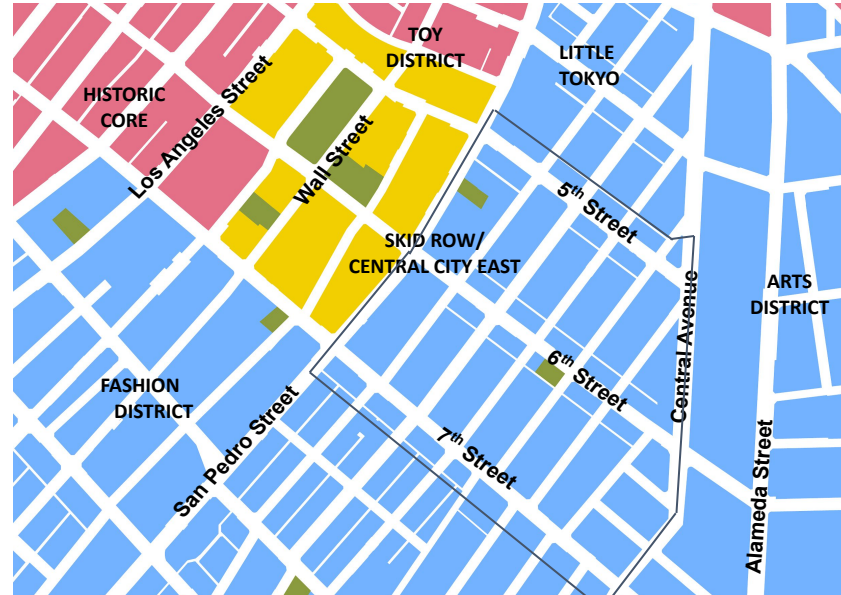 TOY
DISTRICT
LITTLE
TOKYO
HISTORIC
CORE
Los Angeles Street
Wall Street
5th Street
SKID ROW/
CENTRAL CITY EAST
ARTS
DISTRICT
Central Avenue
6th Street
FASHION
DISTRICT
San Pedro Street
7th Street
Alameda Street